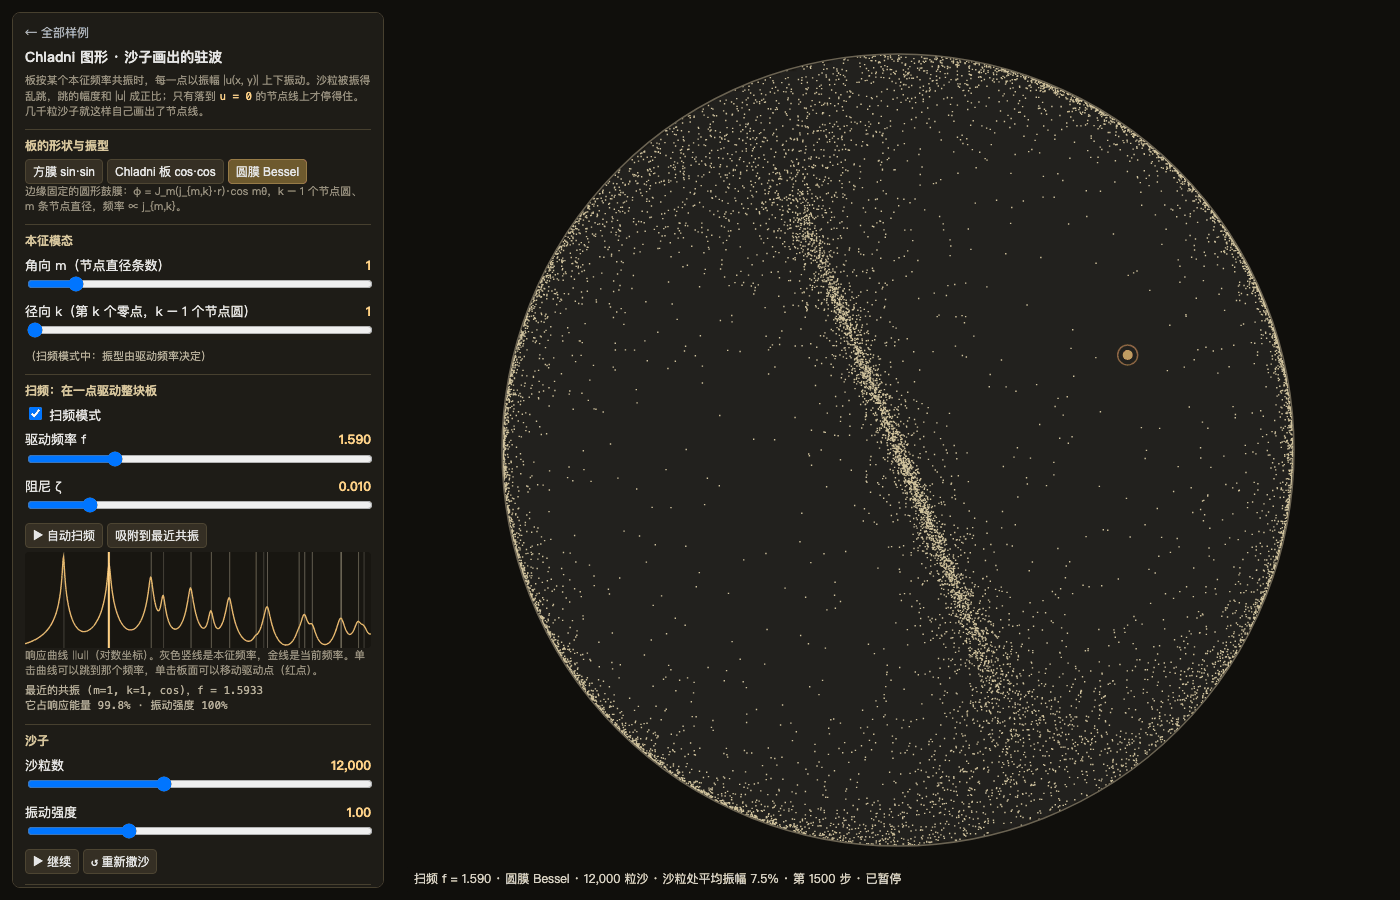 ← 全部样例
Chladni 图形 · 沙子画出的驻波
板按某个本征频率共振时，每一点以振幅 |u(x, y)| 上下振动。沙粒被振得
乱跳，跳的幅度和 |u| 成正比；只有落到 u = 0 的节点线上才停得住。
几千粒沙子就这样自己画出了节点线。
板的形状与振型
方膜 sin·sin
Chladni 板 cos·cos
圆膜 Bessel
边缘固定的圆形鼓膜：ϕ = J_m(j_{m,k}·r)·cos mθ，k − 1 个节点圆、
m 条节点直径，频率 ∝ j_{m,k}。
本征模态
角向 m（节点直径条数） 1
径向 k（第 k 个零点，k − 1 个节点圆） 1
（扫频模式中：振型由驱动频率决定）
扫频：在一点驱动整块板
扫频模式
驱动频率 f 1.590
阻尼 ζ 0.010
▶ 自动扫频
吸附到最近共振
响应曲线 ||u||（对数坐标）。灰色竖线是本征频率，金线是当前频率。单
击曲线可以跳到那个频率，单击板面可以移动驱动点（红点）。
最近的共振 (m=1, k=1, cos)，f = 1.5933
它占响应能量 99.8% · 振动强度 100%
沙子
沙粒数 12,000
振动强度 1.00
▶ 继续
↺ 重新撒沙
扫频 f = 1.590 · 圆膜 Bessel · 12,000 粒沙 · 沙粒处平均振幅 7.5% · 第 1500 步 · 已暂停